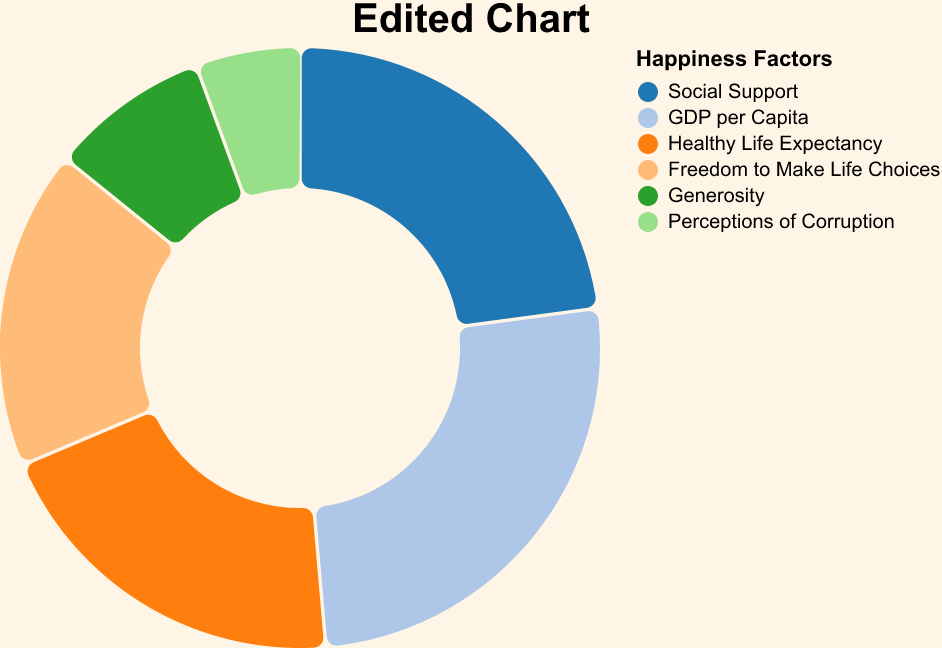 Edited Chart
Happiness Factors
Social Support
GDP per Capita
Healthy Life Expectancy
Freedom to Make Life Choices
Generosity
Perceptions of Corruption